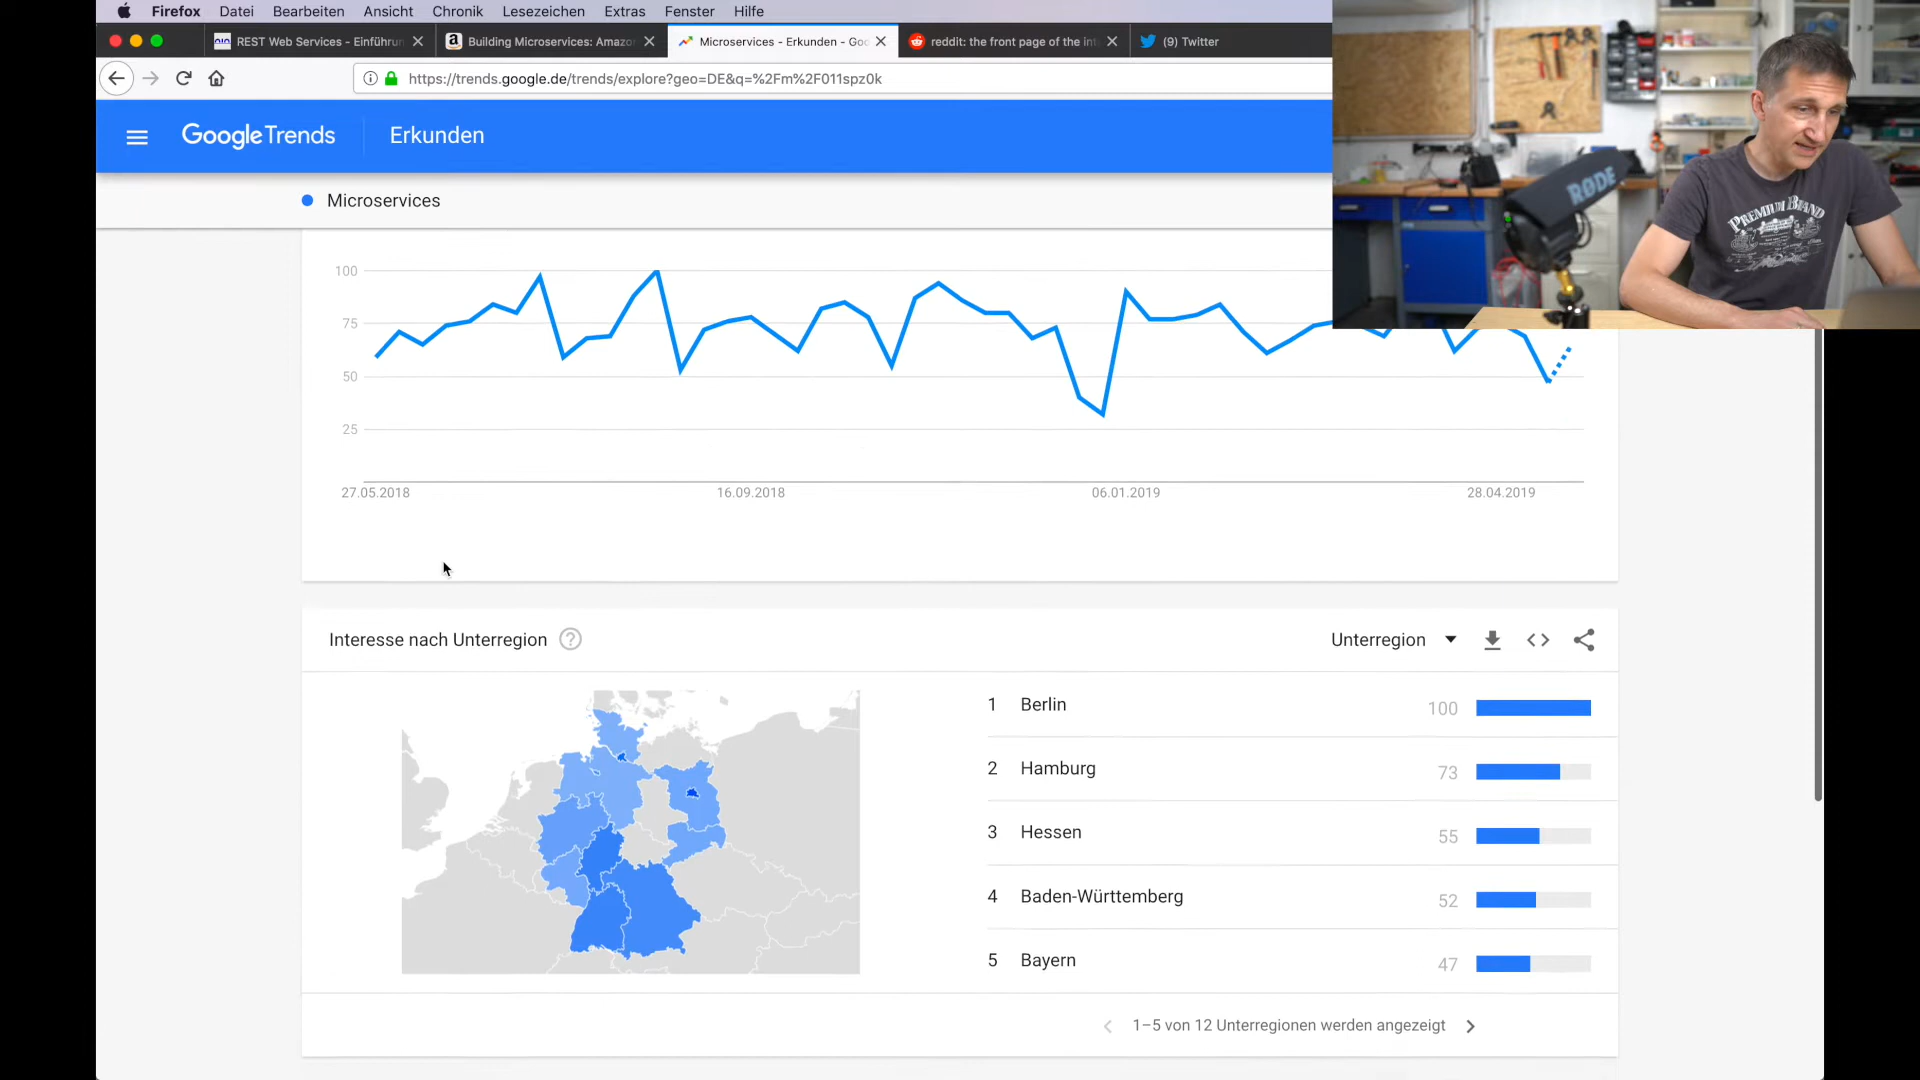 Firefox Datei Bearbeiten Ansicht Chronik Lesezeichen Extras Fenster Hilfe
REST Web Services - Einführun
Building Microservices: Amazo
Microservices - Erkunden - Goo
reddit: the front page of the int
(9) Twitter
https://trends.google.de/trends/explore?geo=DE&q=%2Fm%2F011spz0k
Google Trends Erkunden
Microservices
100
75
50
25
27.05.2018 16.09.2018 06.01.2019 28.04.2019
RØDE
PREMIUM BRAND
Interesse nach Unterregion ?
Unterregion
1 Berlin 100
2 Hamburg 73
3 Hessen 55
4 Baden-Württemberg 52
5 Bayern 47
1–5 von 12 Unterregionen werden angezeigt